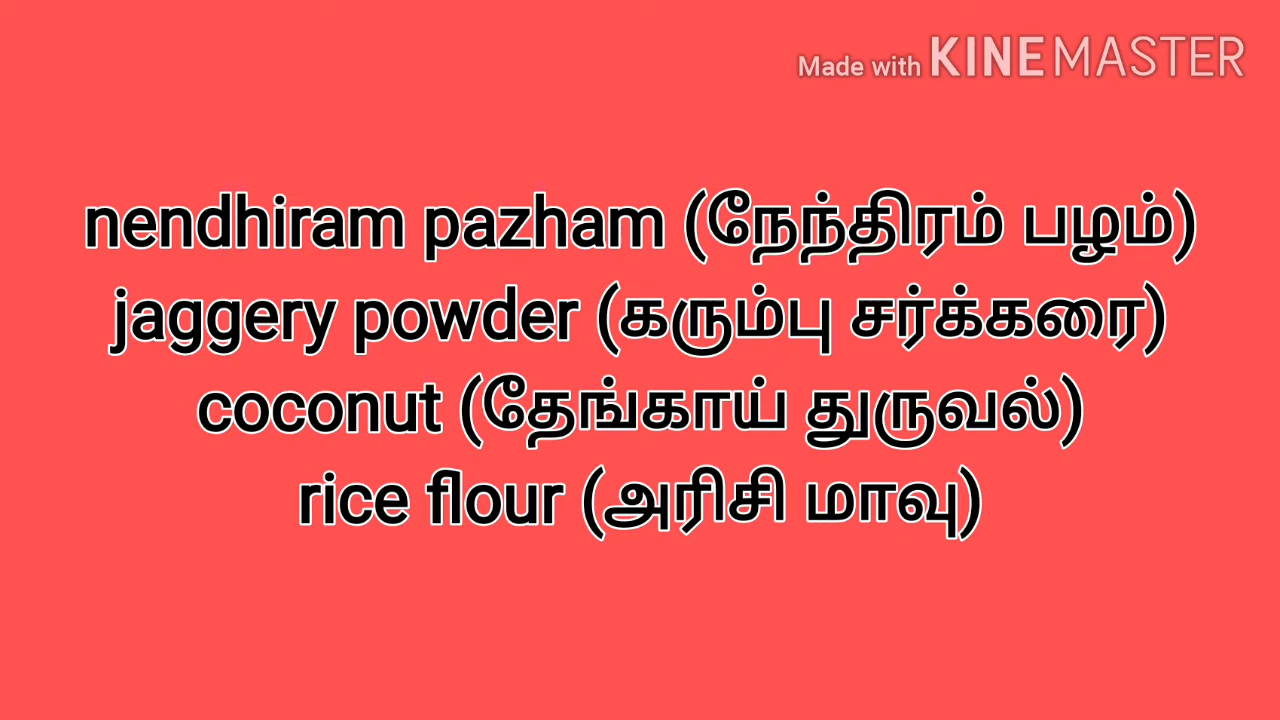 Made with KINEMASTER
nendhiram pazham (நேந்திரம் பழம்)
jaggery powder (கரும்பு சர்க்கரை)
coconut (தேங்காய் துருவல்)
rice flour (அரிசி மாவு)